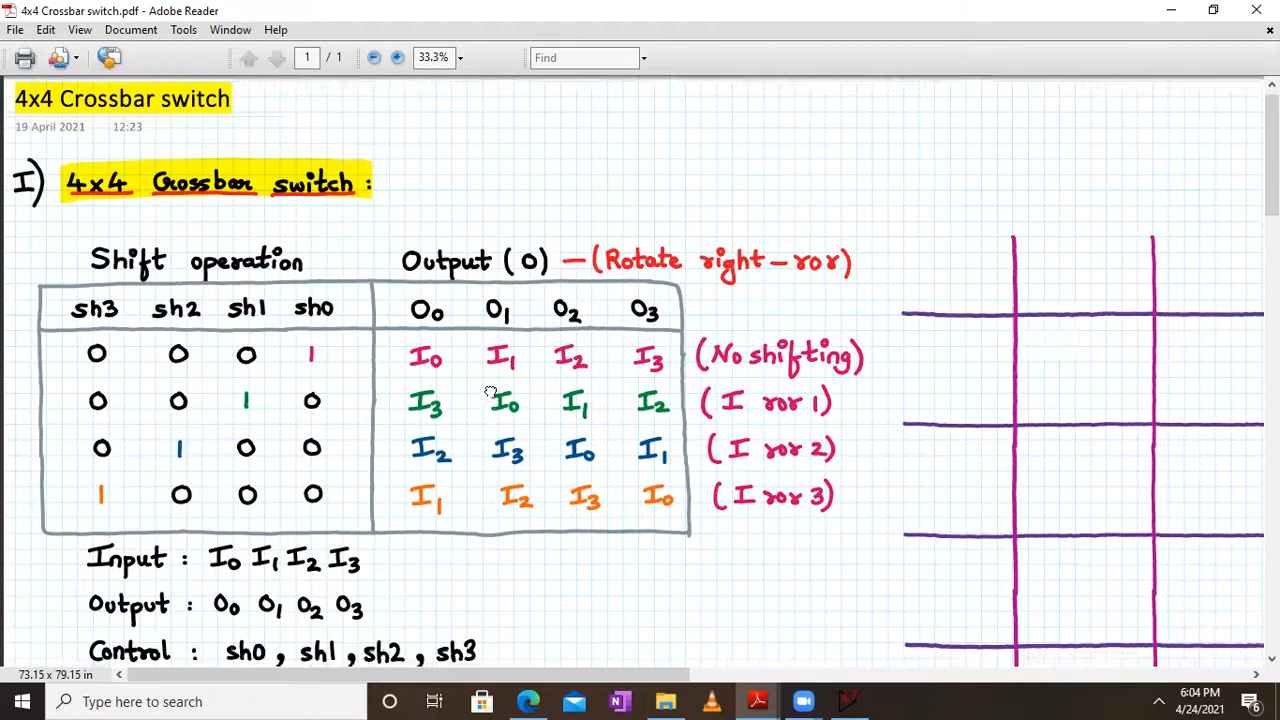 4x4 Crossbar switch.pdf - Adobe Reader
File Edit View Document Tools Window Help
1 / 1 33.3% Find
4x4 Crossbar switch
19 April 2021 12:23
I) 4x4 Crossbar switch :
Shift operation Output (O) – (Rotate right – ror)
sh3 sh2 sh1 sh0 O₀ O₁ O₂ O₃
0 0 0 1 I₀ I₁ I₂ I₃ (No shifting)
0 0 1 0 I₃ I₀ I₁ I₂ (I ror 1)
0 1 0 0 I₂ I₃ I₀ I₁ (I ror 2)
1 0 0 0 I₁ I₂ I₃ I₀ (I ror 3)
Input : I₀ I₁ I₂ I₃
Output : O₀ O₁ O₂ O₃
Control : sh0 , sh1 , sh2 , sh3
73.15 x 79.15 in
Type here to search
6:04 PM
4/24/2021
6